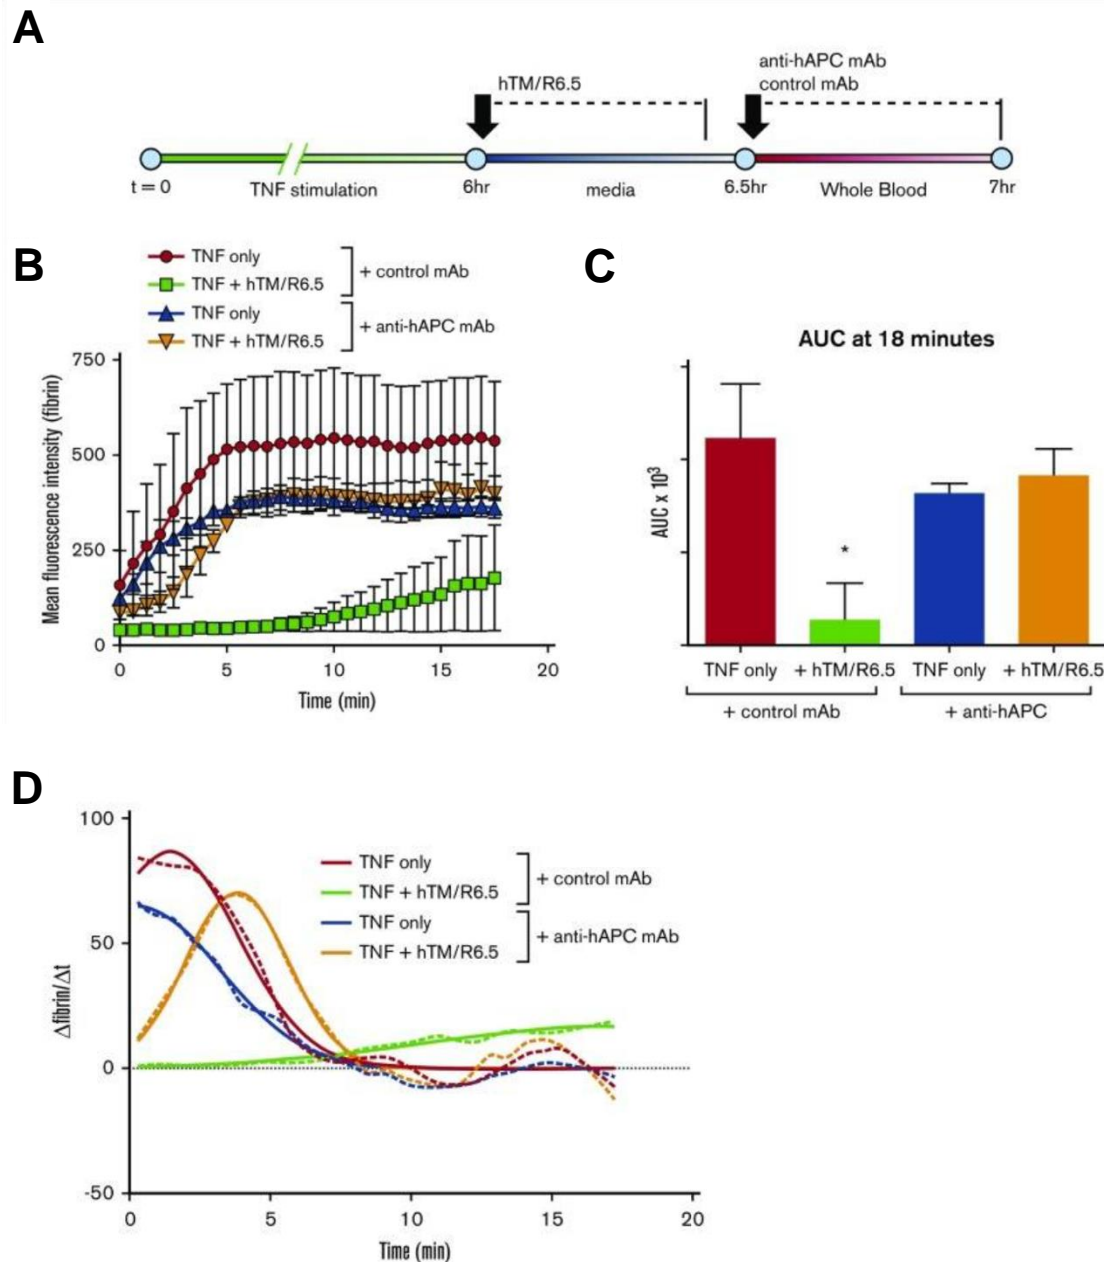 A
hTM/R6.5
anti-hAPC mAb
control mAb
t = 0
TNF stimulation
6hr
media
6.5hr
Whole Blood
7hr
B
TNF only
TNF + hTM/R6.5
+ control mAb
TNF only
TNF + hTM/R6.5
+ anti-hAPC mAb
Mean fluorescence intensity (fibrin)
750
500
250
0
0 5 10 15 20
Time (min)
C
AUC at 18 minutes
AUC x 10³
*
TNF only + hTM/R6.5 TNF only + hTM/R6.5
+ control mAb + anti-hAPC
D
Δfibrin/Δt
100
50
0
-50
TNF only
TNF + hTM/R6.5
+ control mAb
TNF only
TNF + hTM/R6.5
+ anti-hAPC mAb
0 5 10 15 20
Time (min)